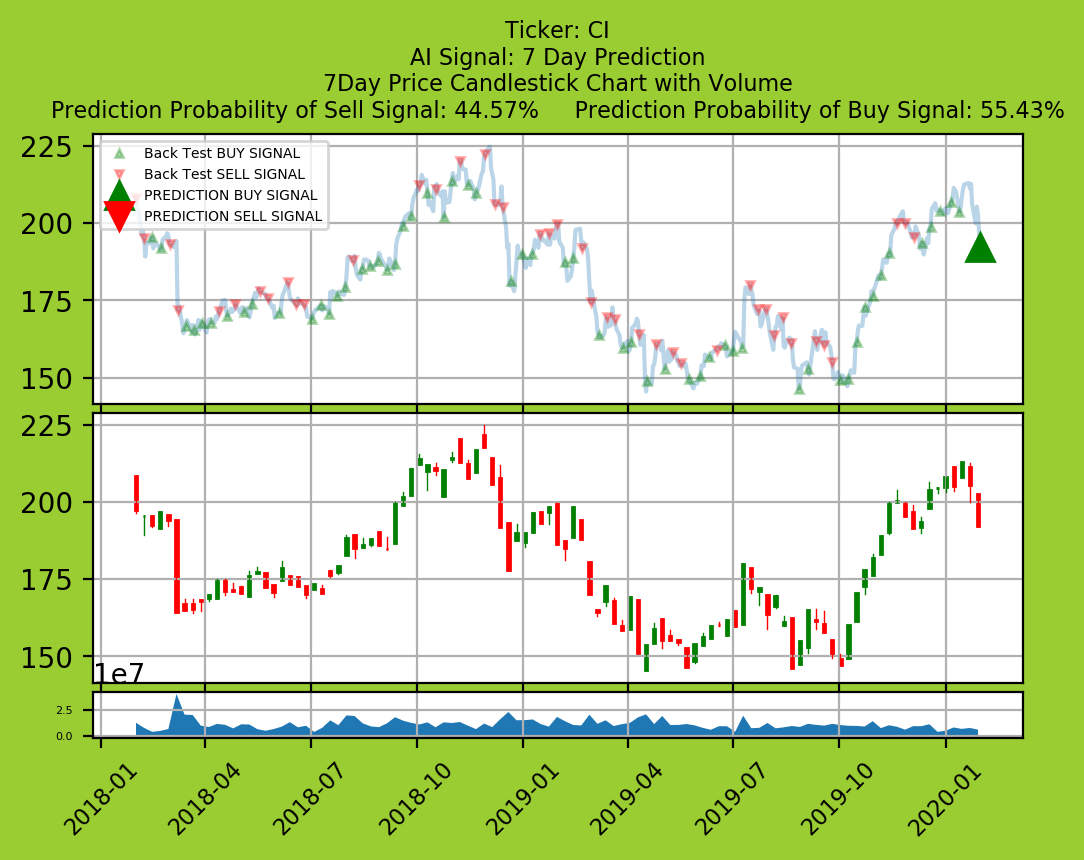 Ticker: CI
AI Signal: 7 Day Prediction
7Day Price Candlestick Chart with Volume
Prediction Probability of Sell Signal: 44.57%     Prediction Probability of Buy Signal: 55.43%
225
200
175
150
Back Test BUY SIGNAL
Back Test SELL SIGNAL
PREDICTION BUY SIGNAL
PREDICTION SELL SIGNAL
225
200
175
150
1e7
2.5
0.0
2018-01
2018-04
2018-07
2018-10
2019-01
2019-04
2019-07
2019-10
2020-01